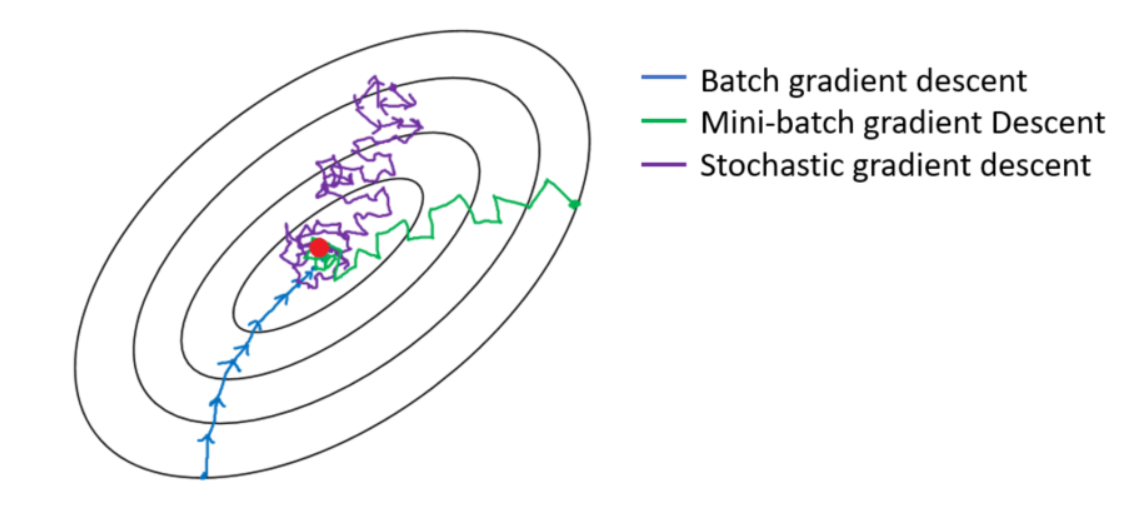 Batch gradient descent
Mini-batch gradient Descent
Stochastic gradient descent